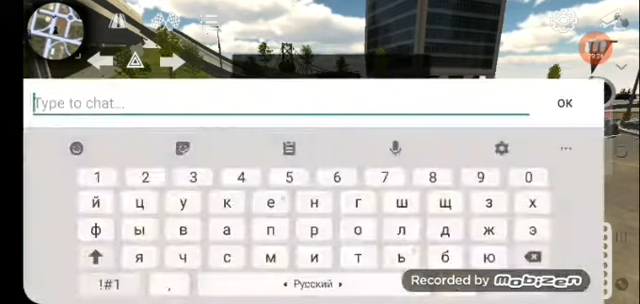 Type to chat...
OK
1 2 3 4 5 6 7 8 9 0
й ц у к е н г ш щ з х
ф ы в а п р о л д ж э
я ч с м и т ь б ю
!#1 , Русский
Recorded by MOBIZEN